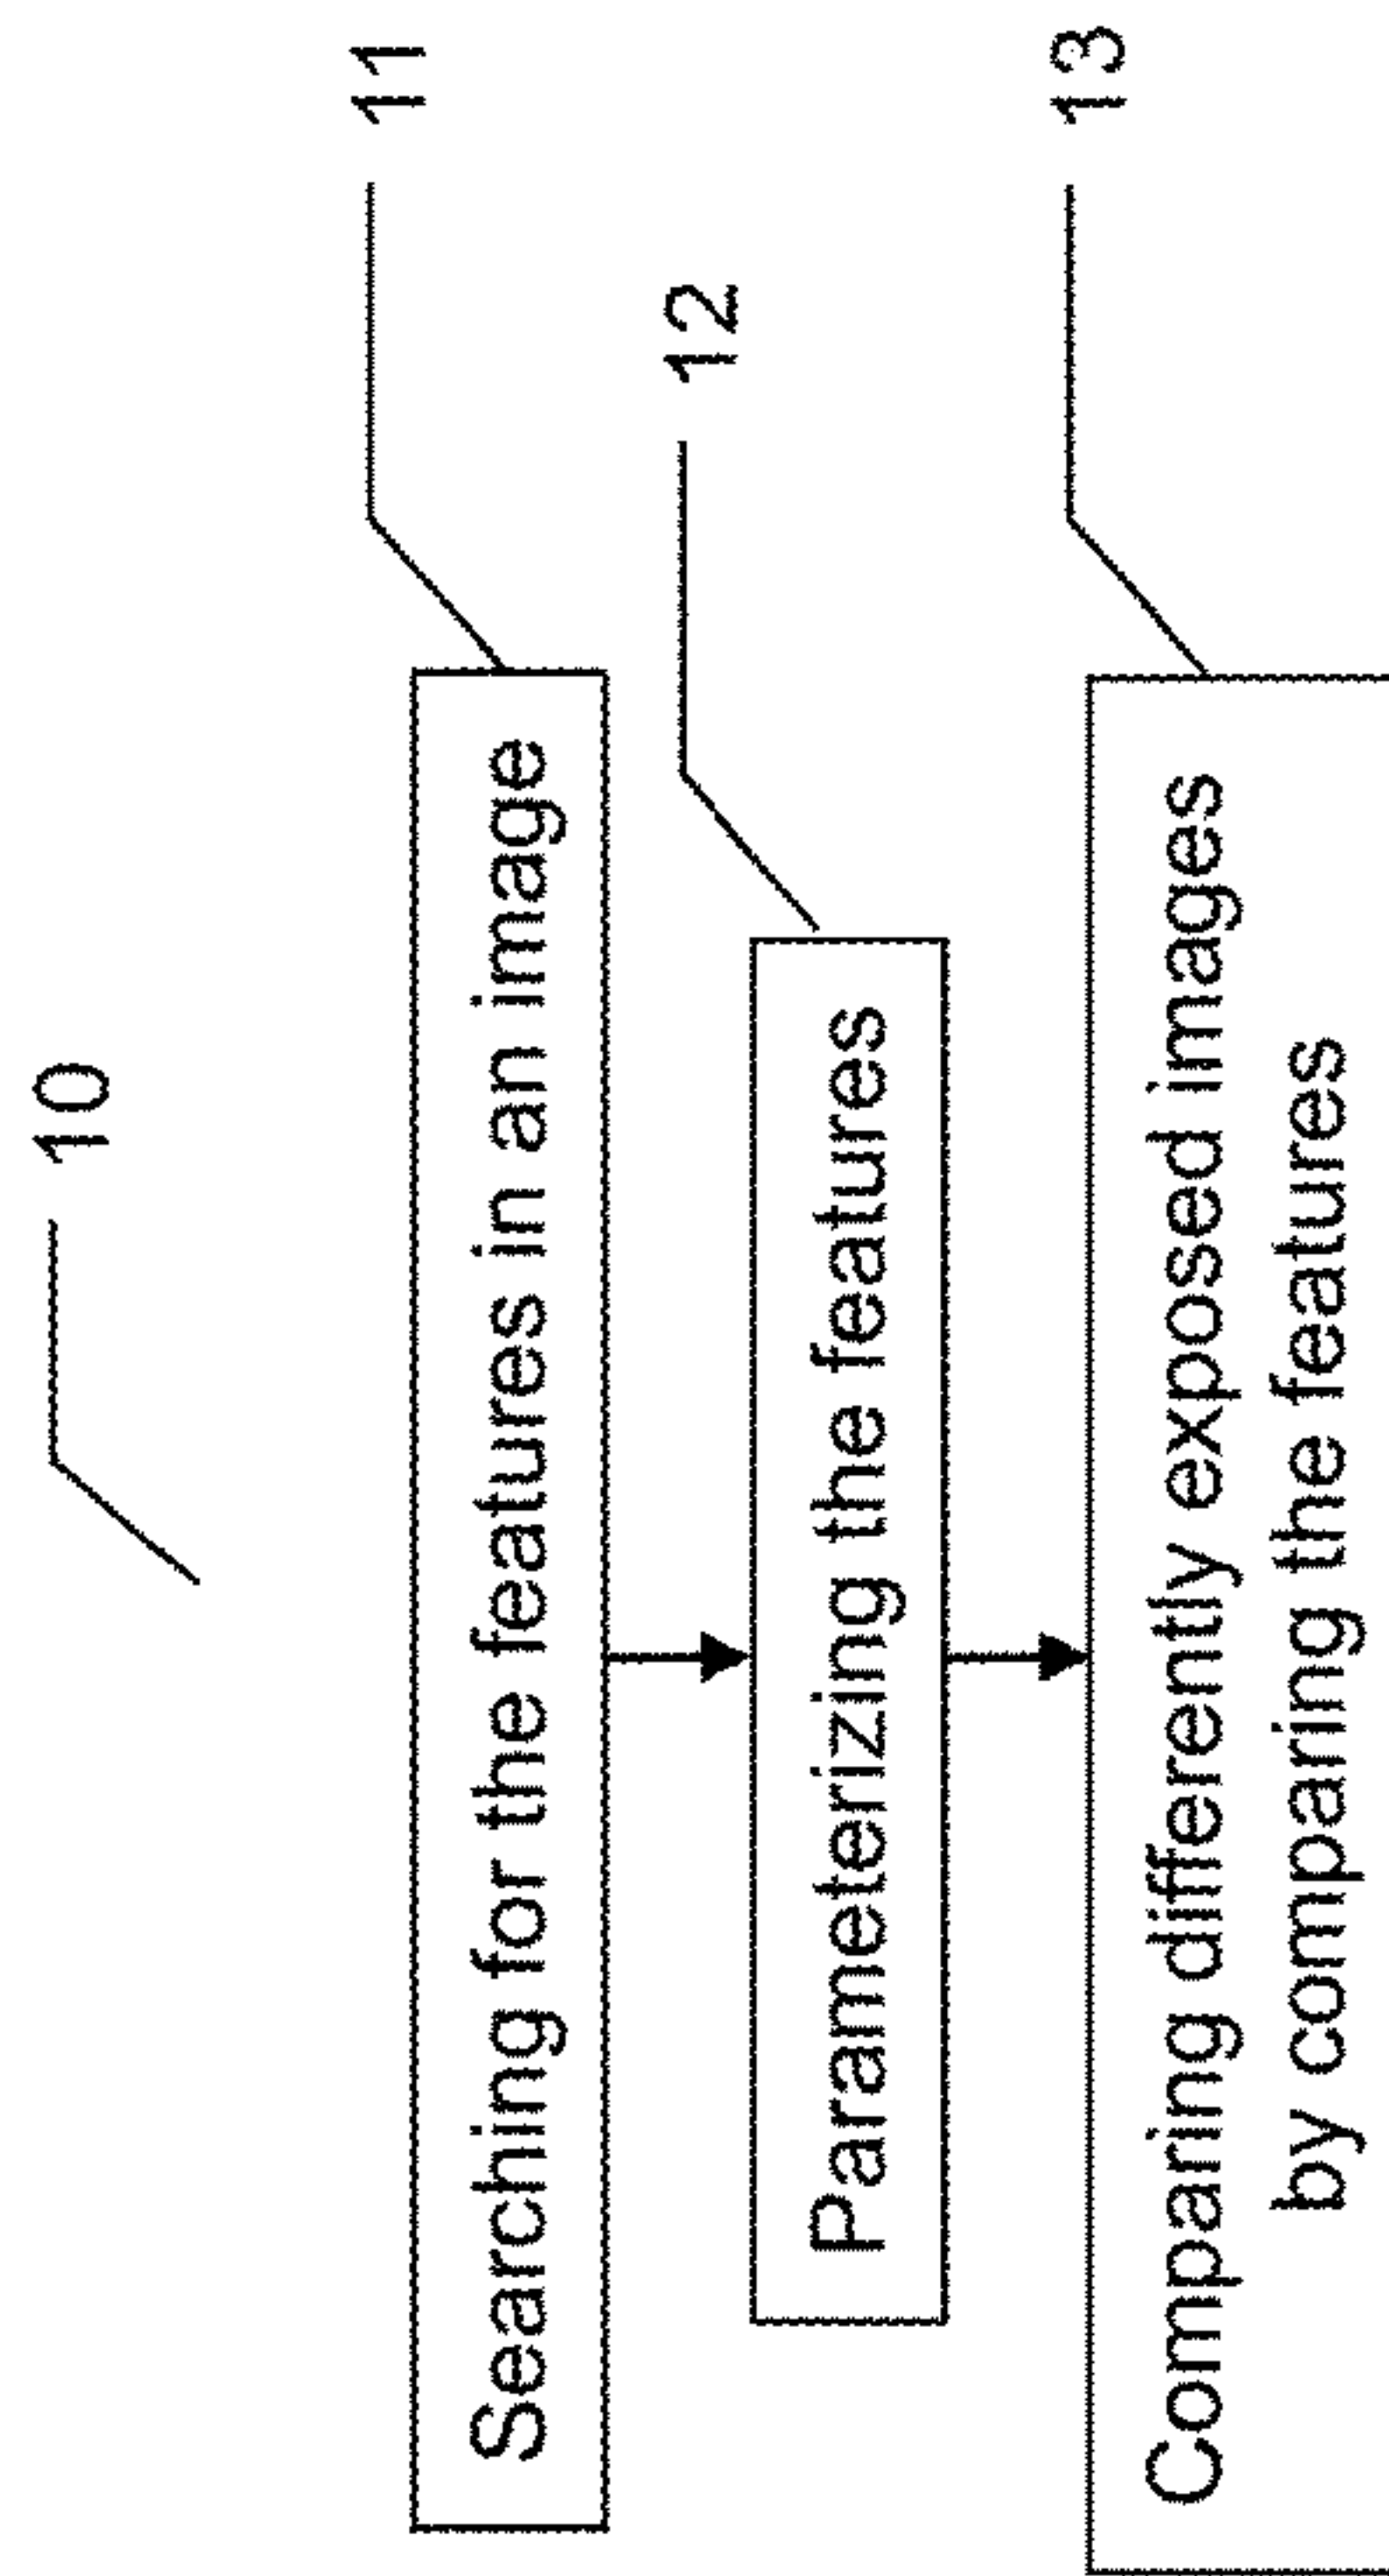 10
11
Searching for the features in an image
12
Parameterizing the features
13
Comparing differently exposed images
by comparing the features